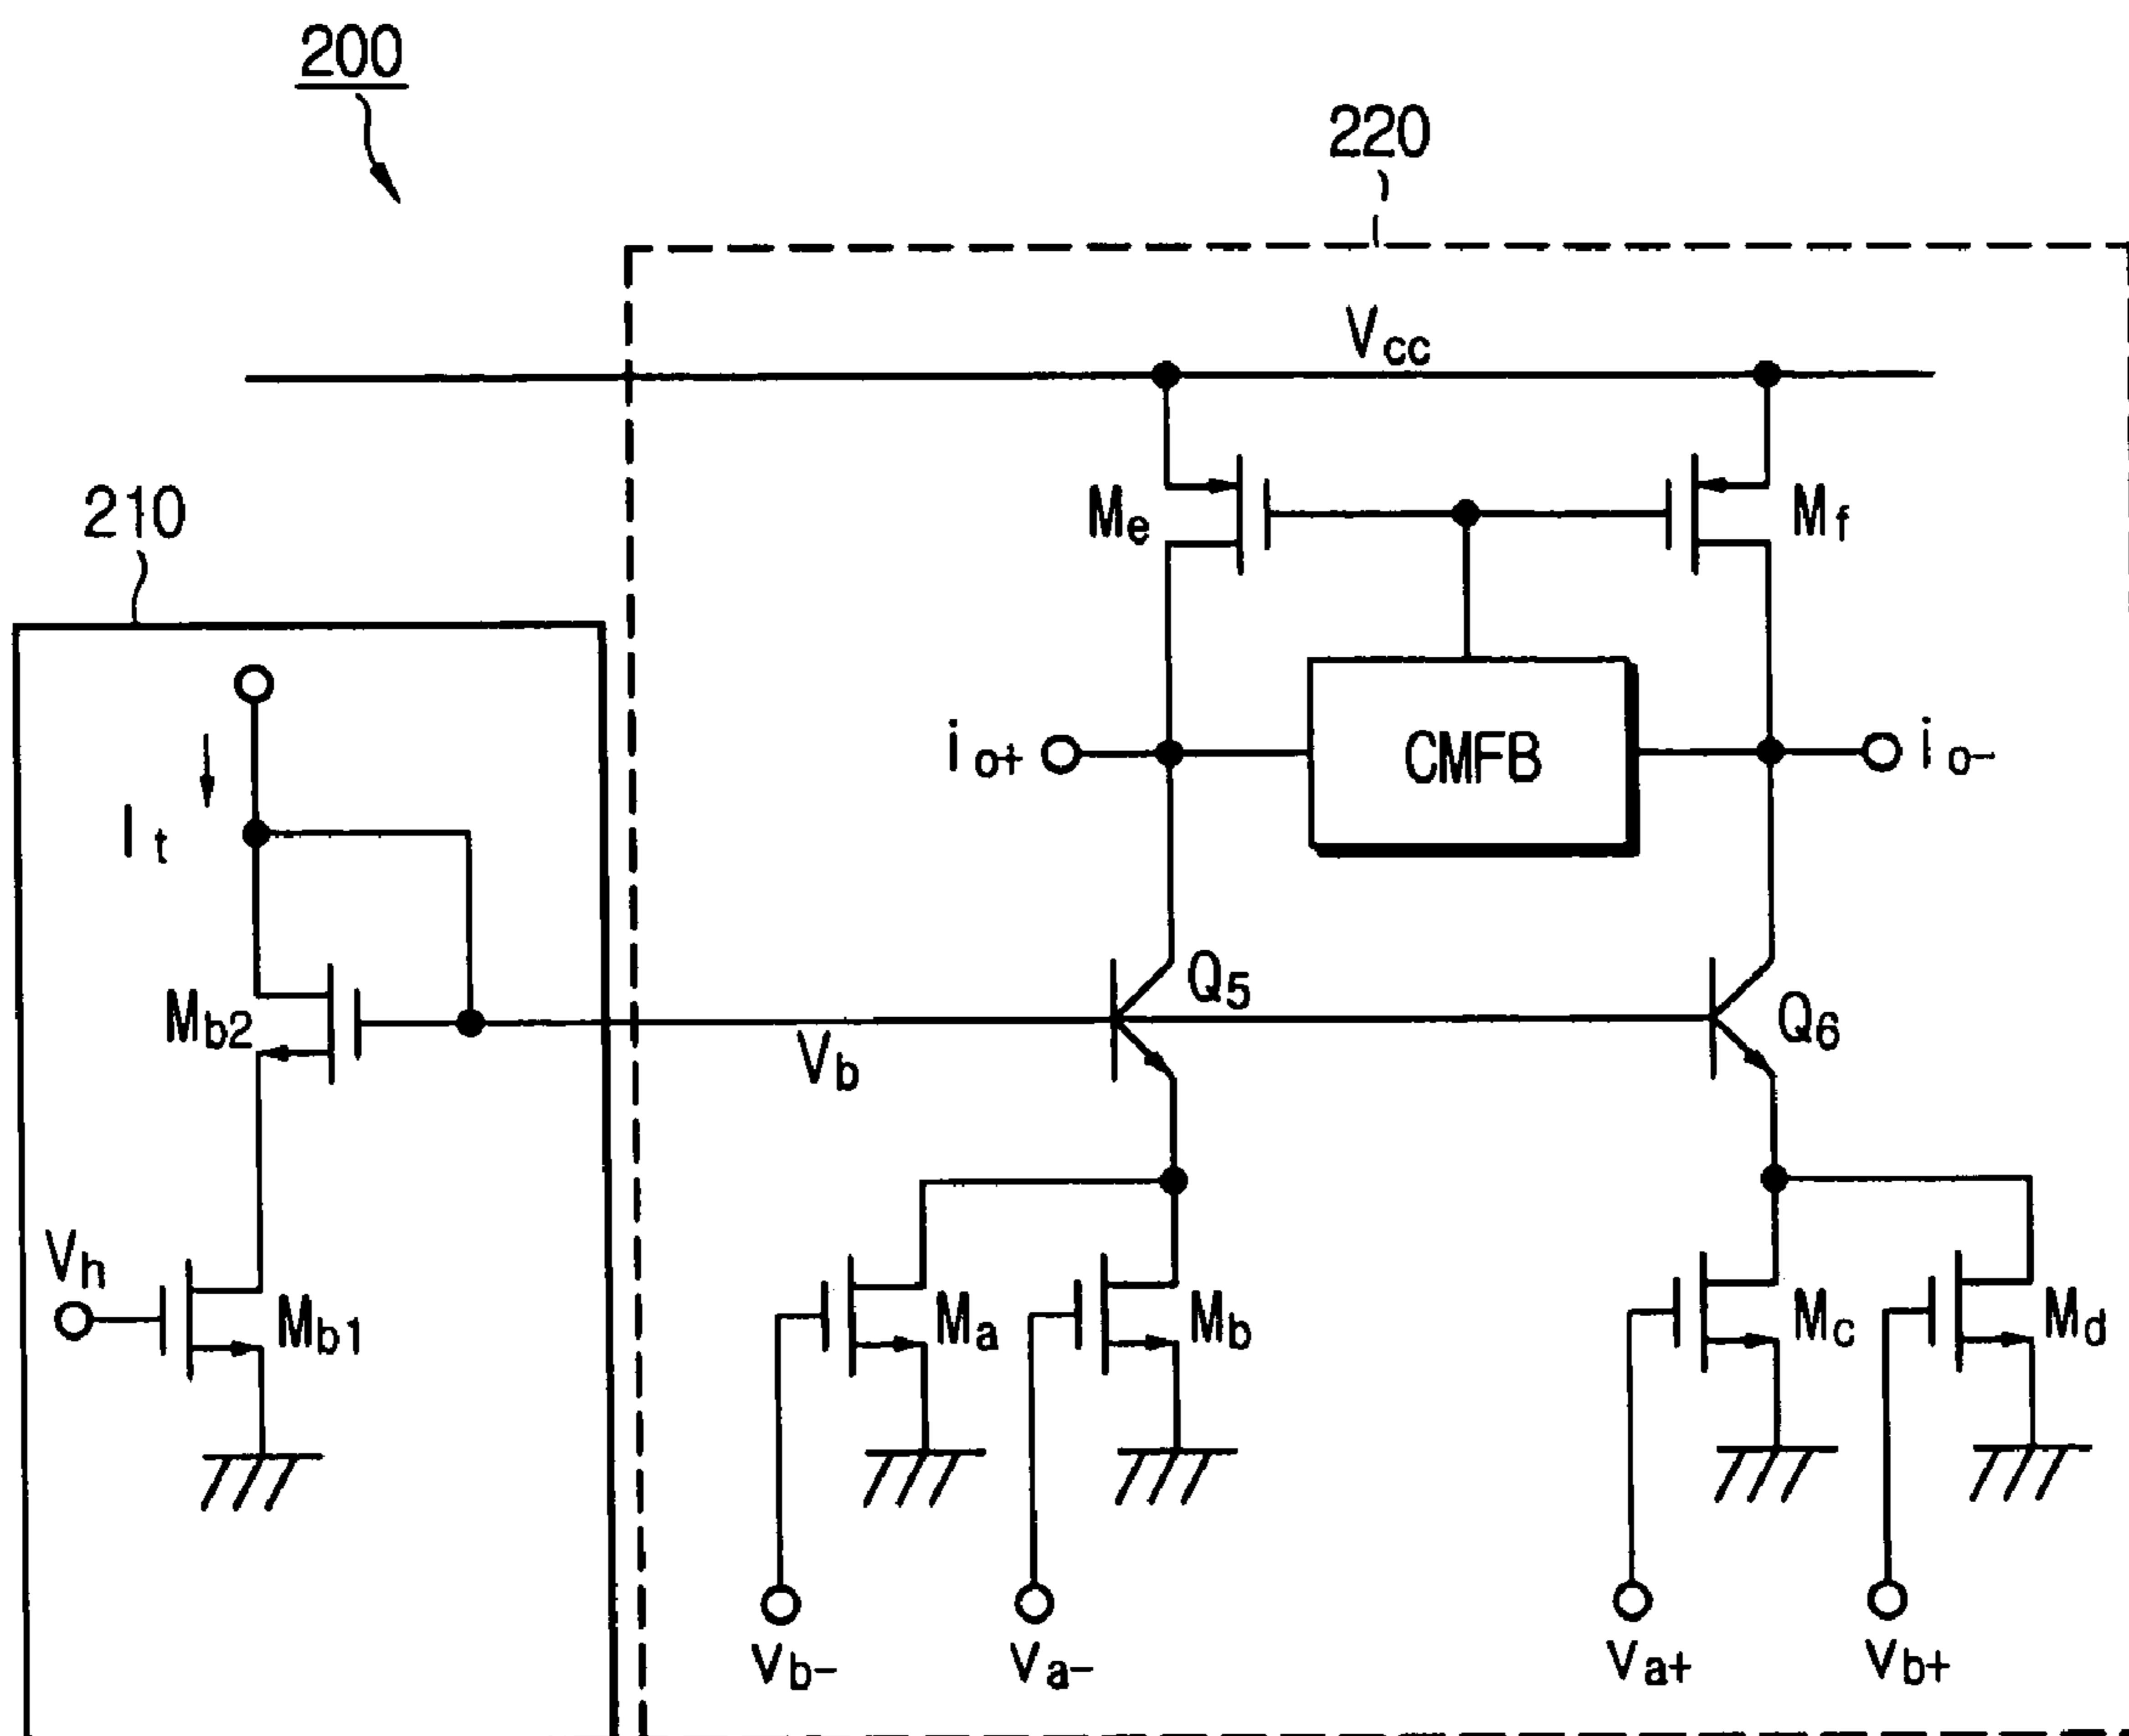 200
220
Vcc
210
Me
Mf
io+
CMFB
io-
It
Q5
Mb2
Q6
Vb
Vh
Mb1
Ma
Mb
Mc
Md
Vb-
Va-
Va+
Vb+